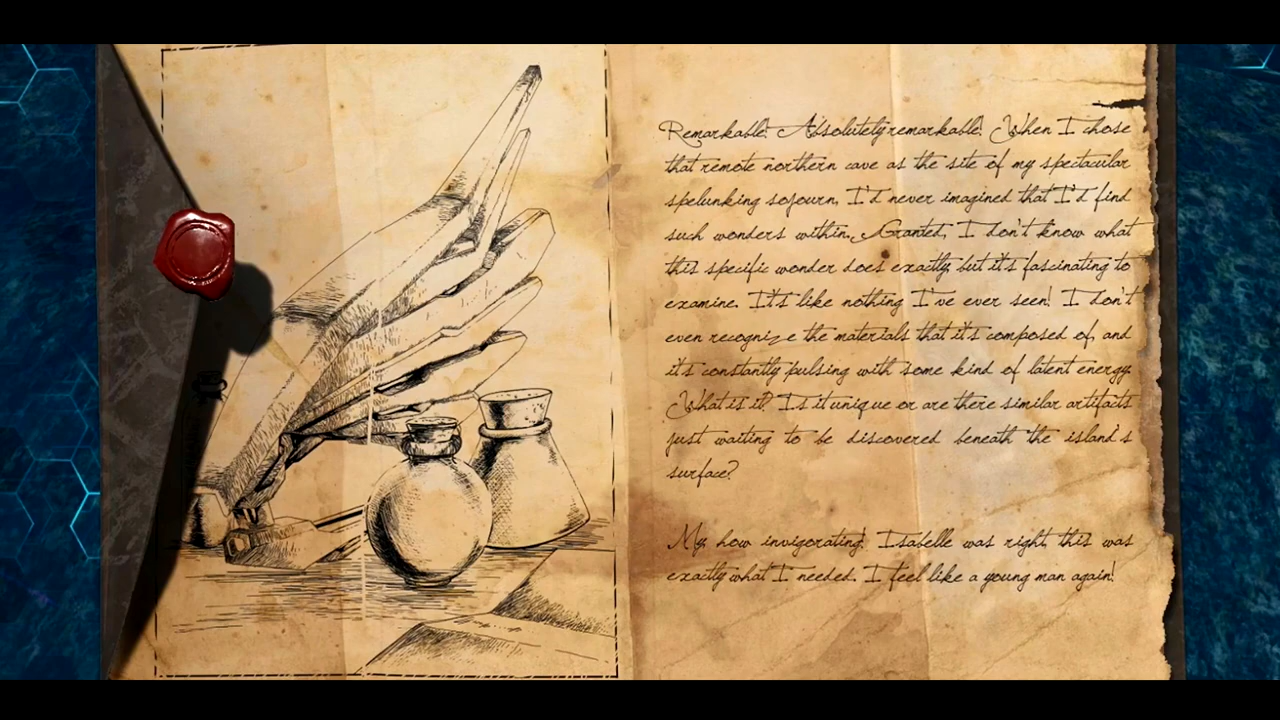 Remarkable! Absolutely remarkable! When I chose
that remote northern cave as the site of my spectacular
spelunking sojourn, I'd never imagined that I'd find
such wonders within. Granted, I don't know what
this specific wonder does exactly, but it's fascinating to
examine. It's like nothing I've ever seen! I don't
even recognize the materials that it's composed of, and
it's constantly pulsing with some kind of latent energy.
What is it? Is it unique or are there similar artifacts
just waiting to be discovered beneath the island's
surface?
My, how invigorating! Isabelle was right, this was
exactly what I needed. I feel like a young man again!